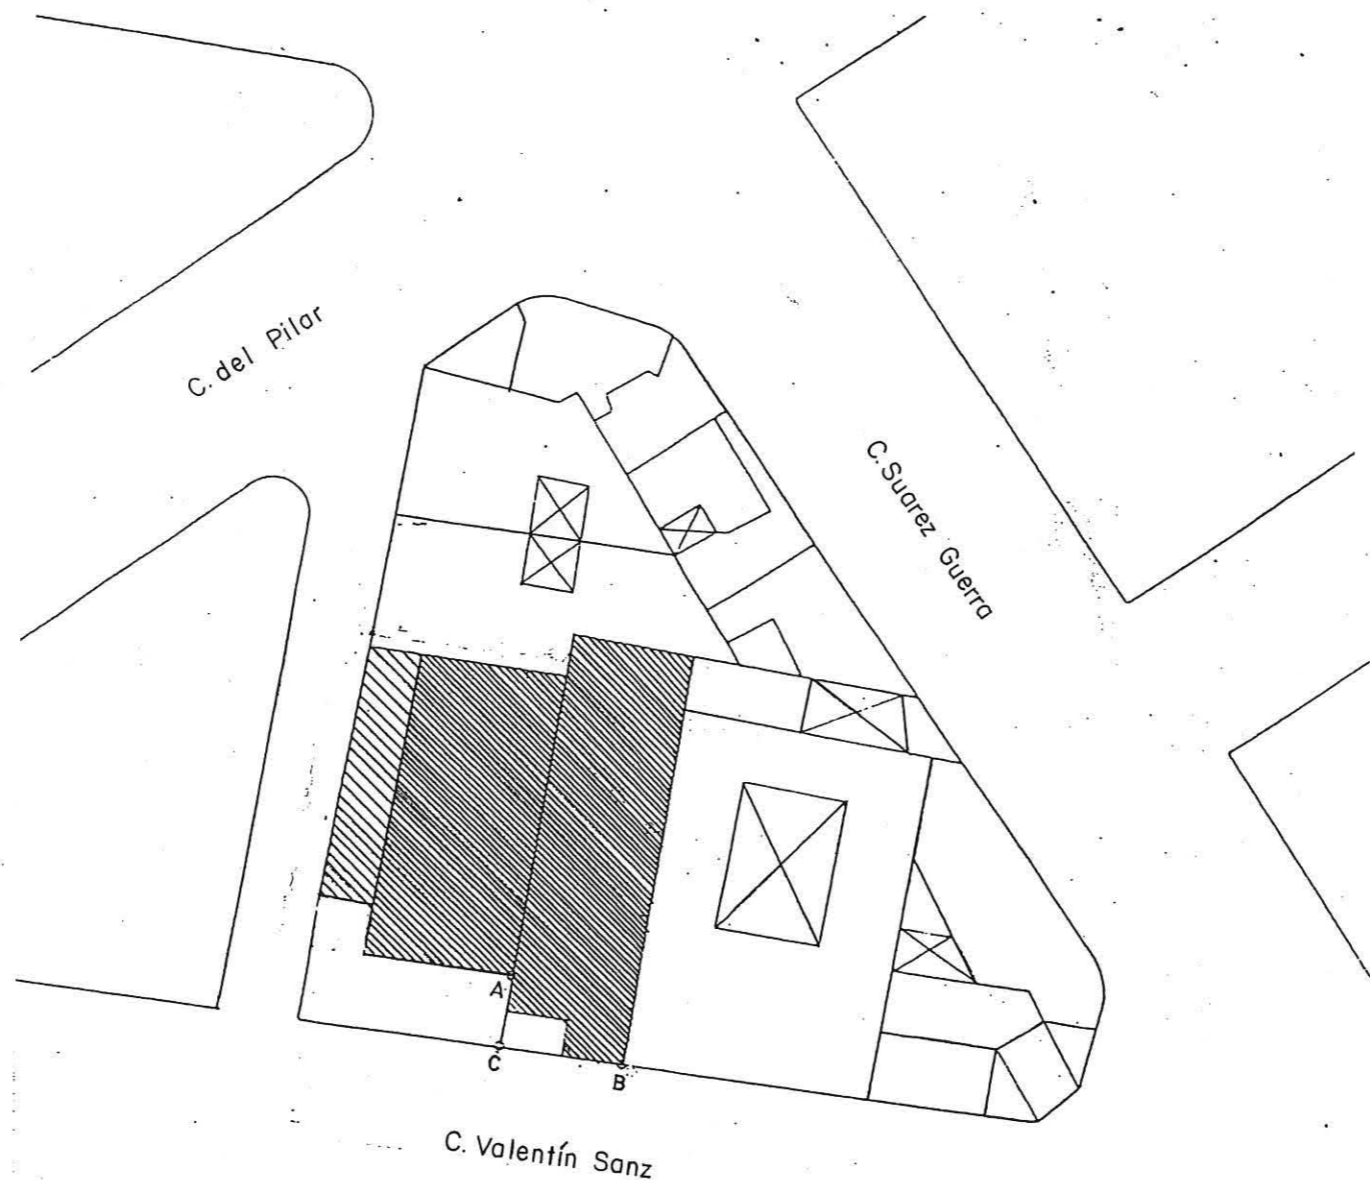 C. del Pilar
C. Suarez Guerra
A
C
B
C. Valentín Sanz